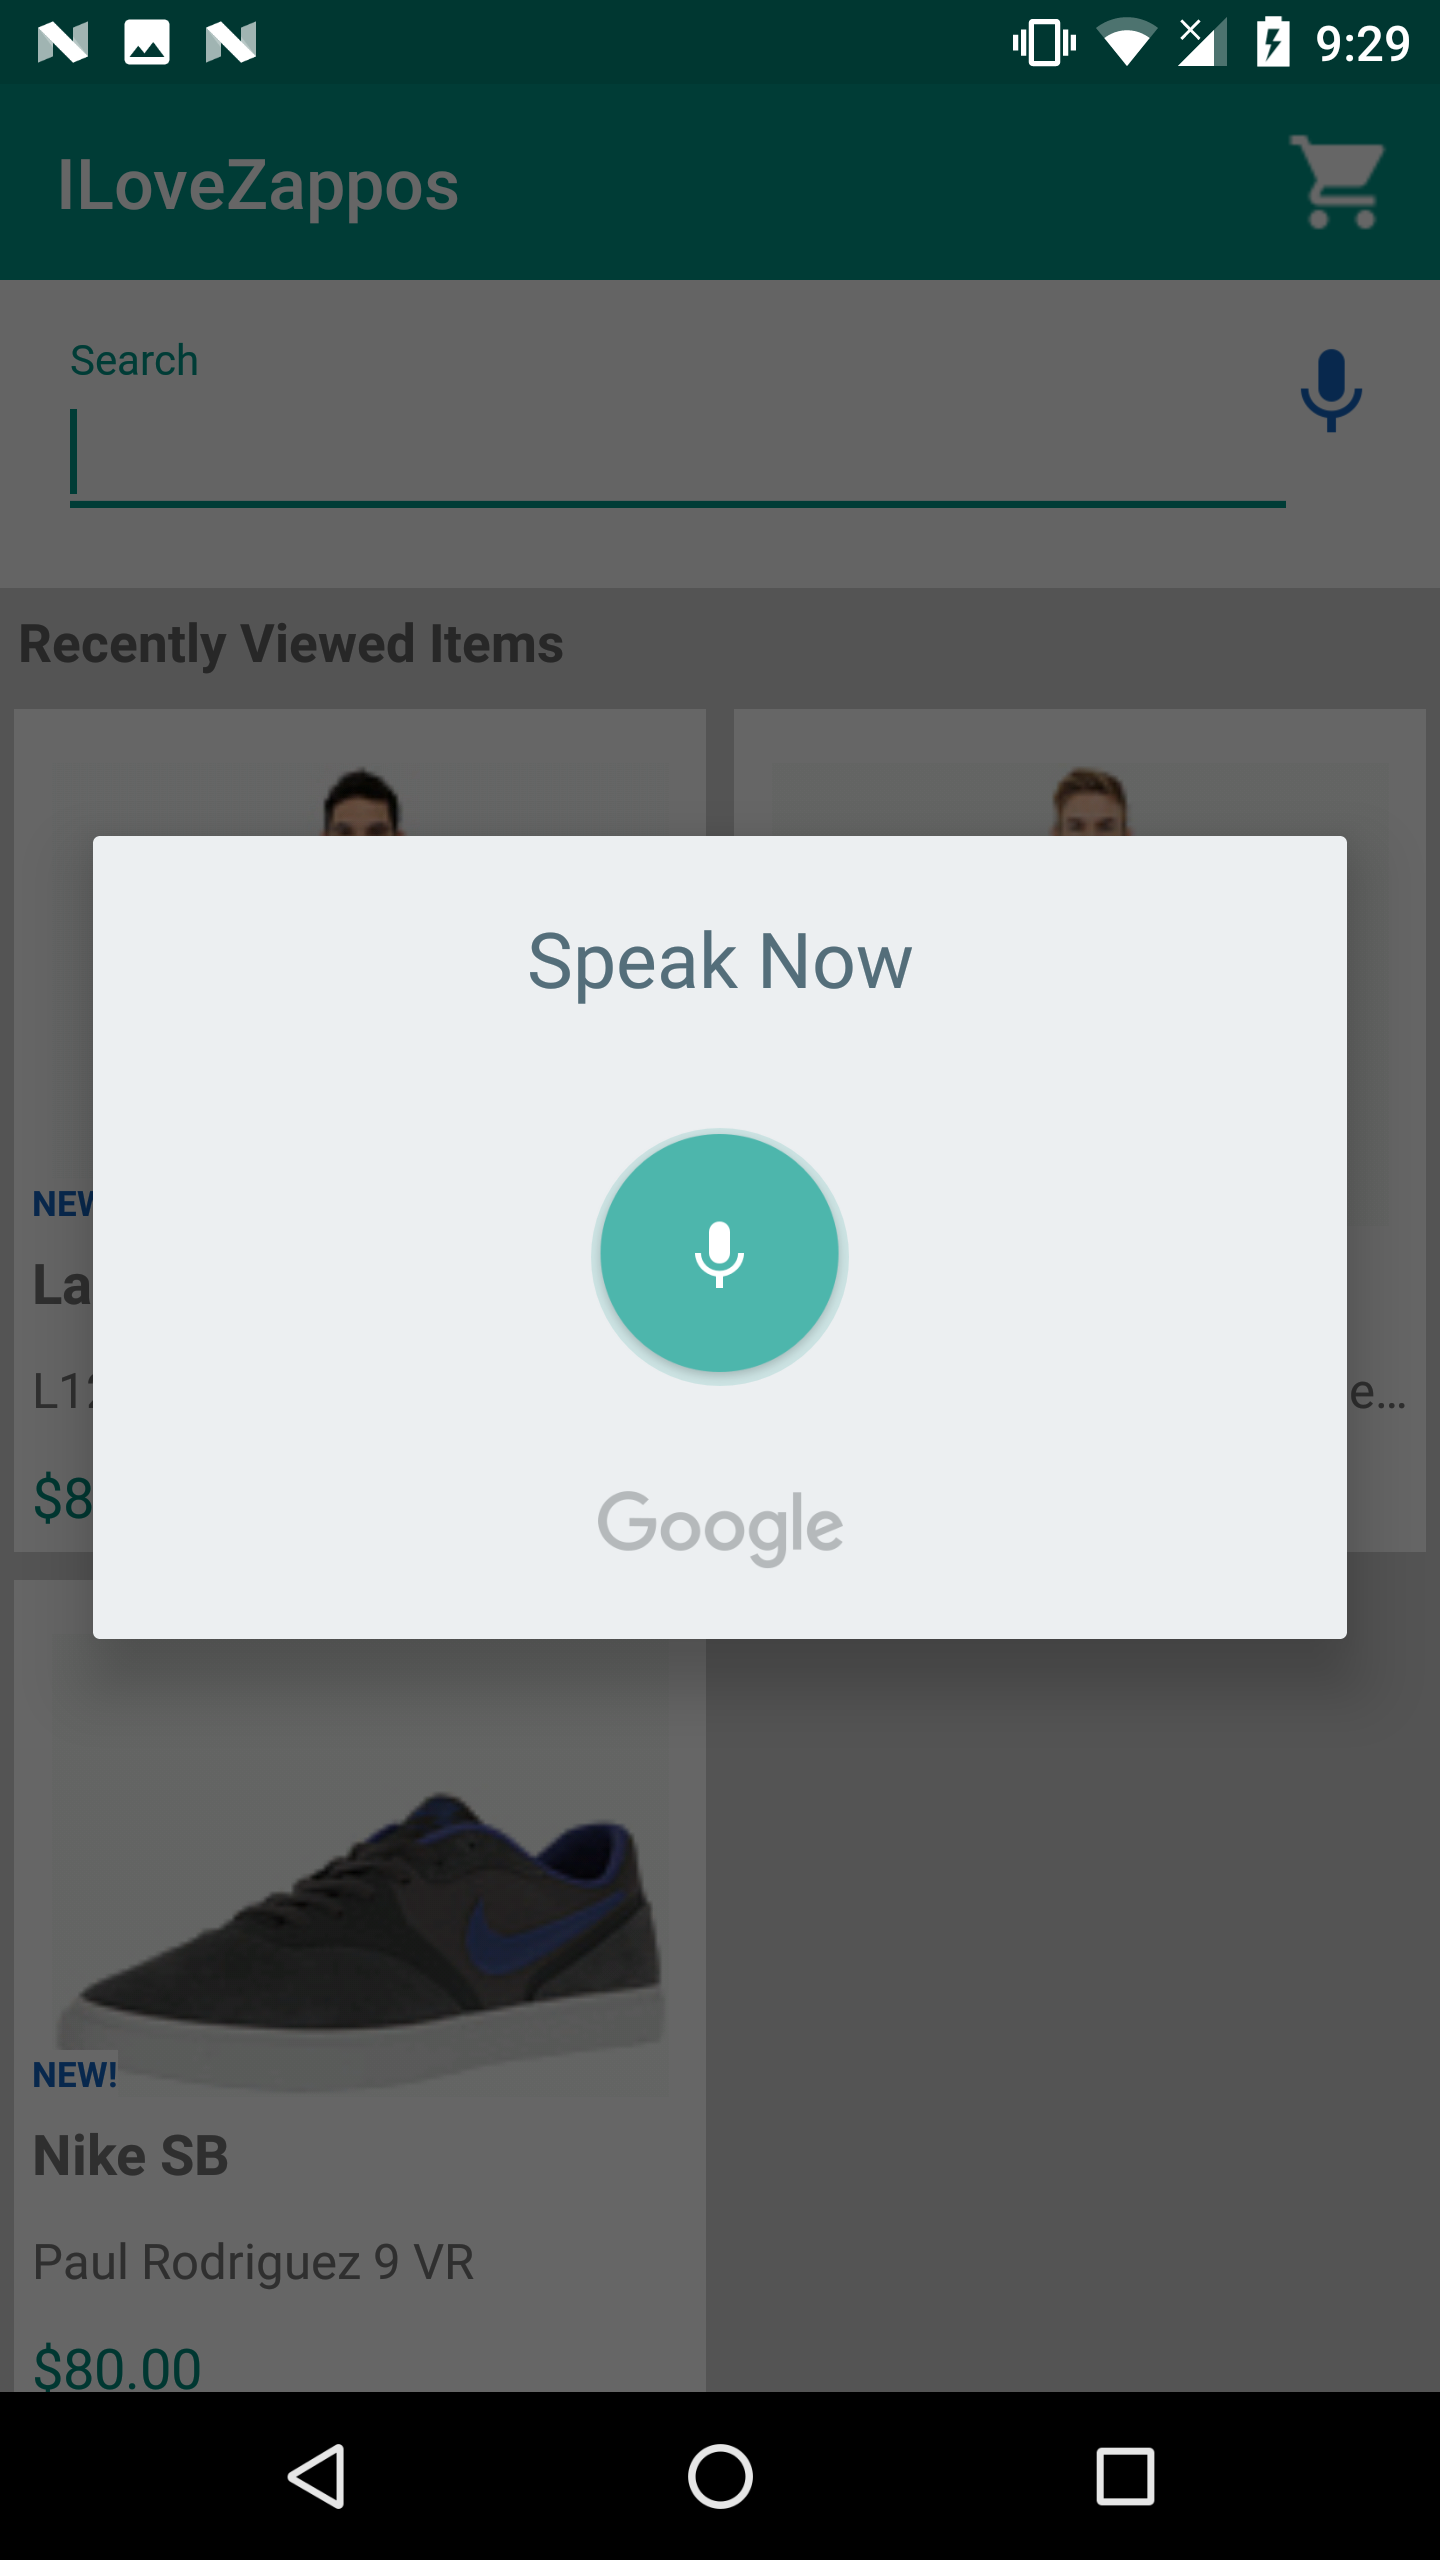 9:29
ILoveZappos
Search
Recently Viewed Items
Speak Now
Google
NEW
La
L12
e...
$8
NEW!
Nike SB
Paul Rodriguez 9 VR
$80.00